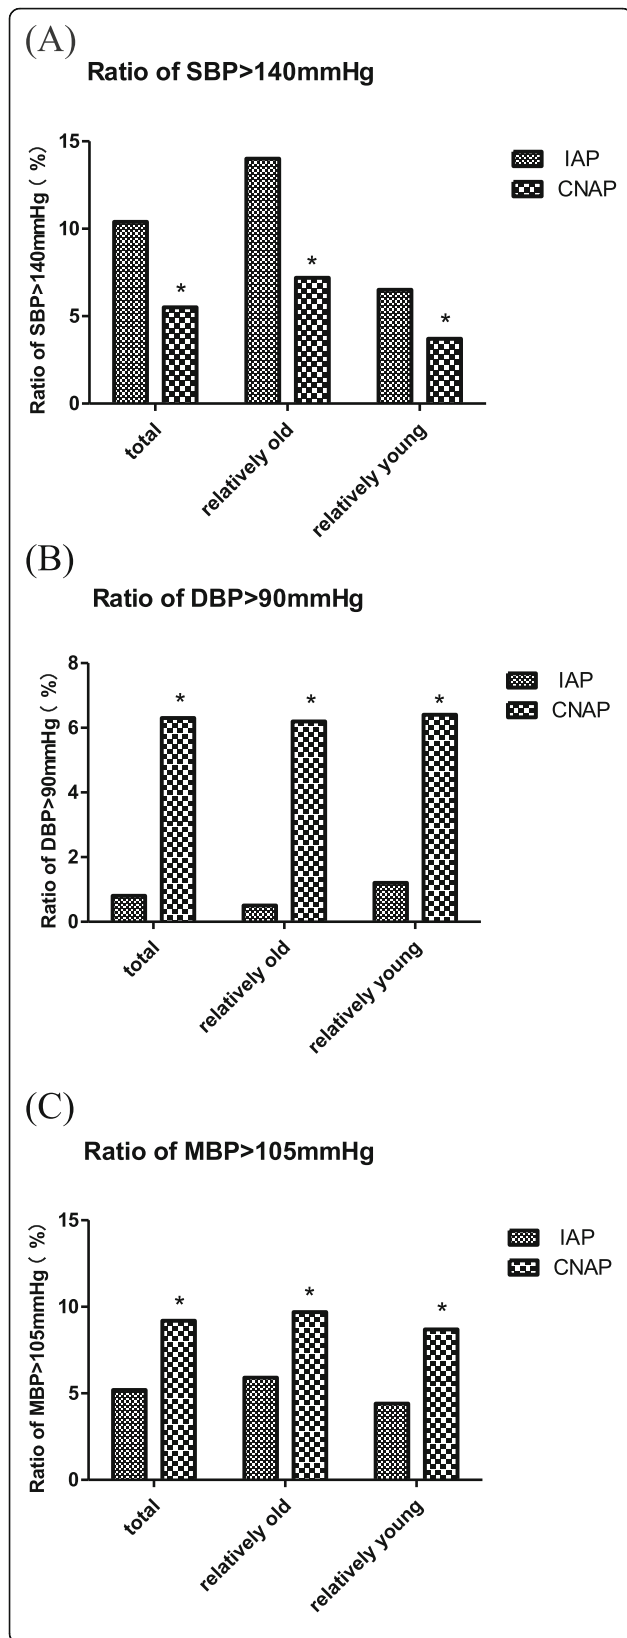 (A)
Ratio of SBP>140mmHg
Ratio of SBP>140mmHg（%）
15
10
5
0
*
*
*
IAP
CNAP
total
relatively old
relatively young
(B)
Ratio of DBP>90mmHg
Ratio of DBP>90mmHg（%）
8
6
4
2
0
*
*
*
IAP
CNAP
total
relatively old
relatively young
(C)
Ratio of MBP>105mmHg
Ratio of MBP>105mmHg（%）
15
10
5
0
*
*
*
IAP
CNAP
total
relatively old
relatively young